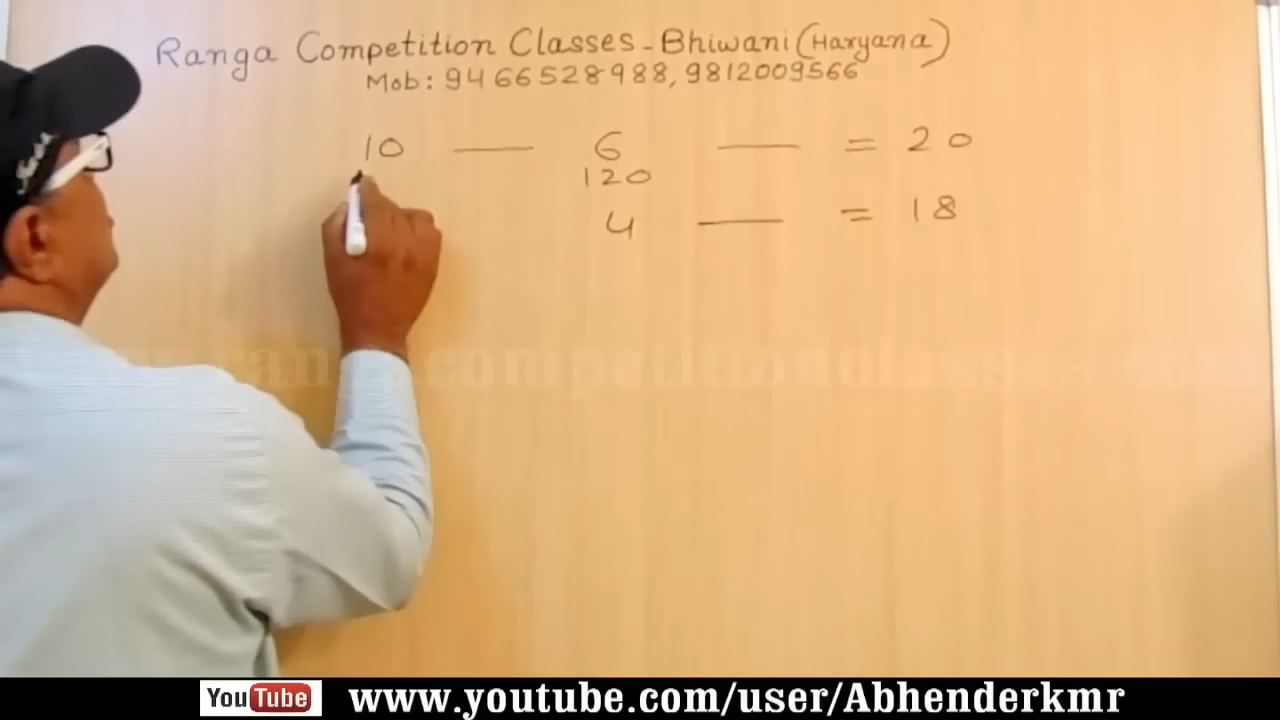 Ranga Competition Classes - Bhiwani (Haryana)
Mob: 9466528988, 9812009566
10 — 6 — = 20
120
4 — = 18
YouTube www.youtube.com/user/Abhenderkmr